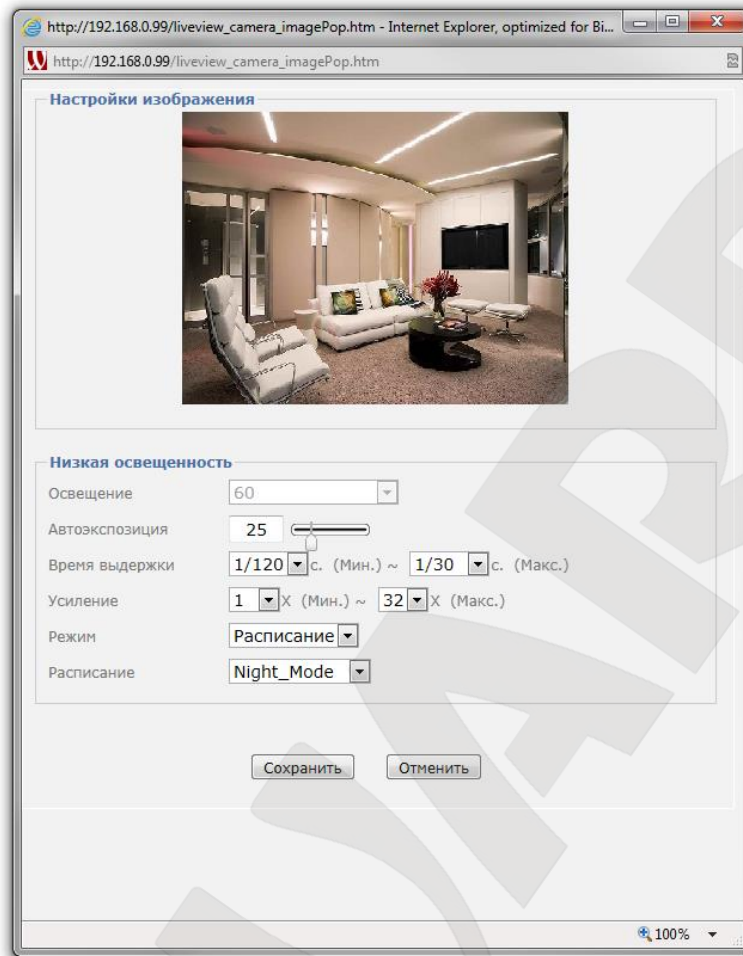 http://192.168.0.99/liveview_camera_imagePop.htm - Internet Explorer, optimized for Bi...
http://192.168.0.99/liveview_camera_imagePop.htm
Настройки изображения
Низкая освещенность
Освещение 60
Автоэкспозиция 25
Время выдержки 1/120 с. (Мин.) ~ 1/30 с. (Макс.)
Усиление 1 X (Мин.) ~ 32 X (Макс.)
Режим Расписание
Расписание Night_Mode
Сохранить Отменить
100%